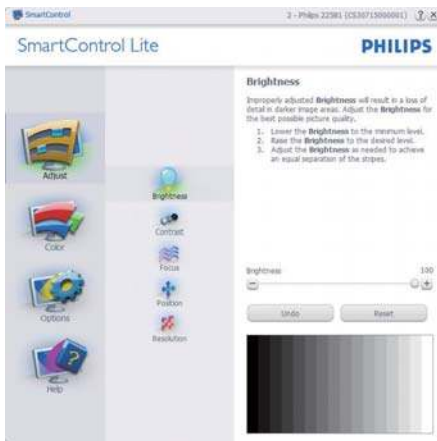 SmartControl
2 - Philips 225B1 (CS30715000001)
SmartControl Lite
PHILIPS
Adjust
Color
Options
Help
Brightness
Contrast
Focus
Position
Resolution
Brightness
Improperly adjusted Brightness will result in a loss of
detail in darker image areas. Adjust the Brightness for
the best possible picture quality.
1. Lower the Brightness to the minimum level.
2. Raise the Brightness to the desired level.
3. Adjust the Brightness as needed to achieve
an equal separation of the stripes.
Brightness 100
Undo Reset